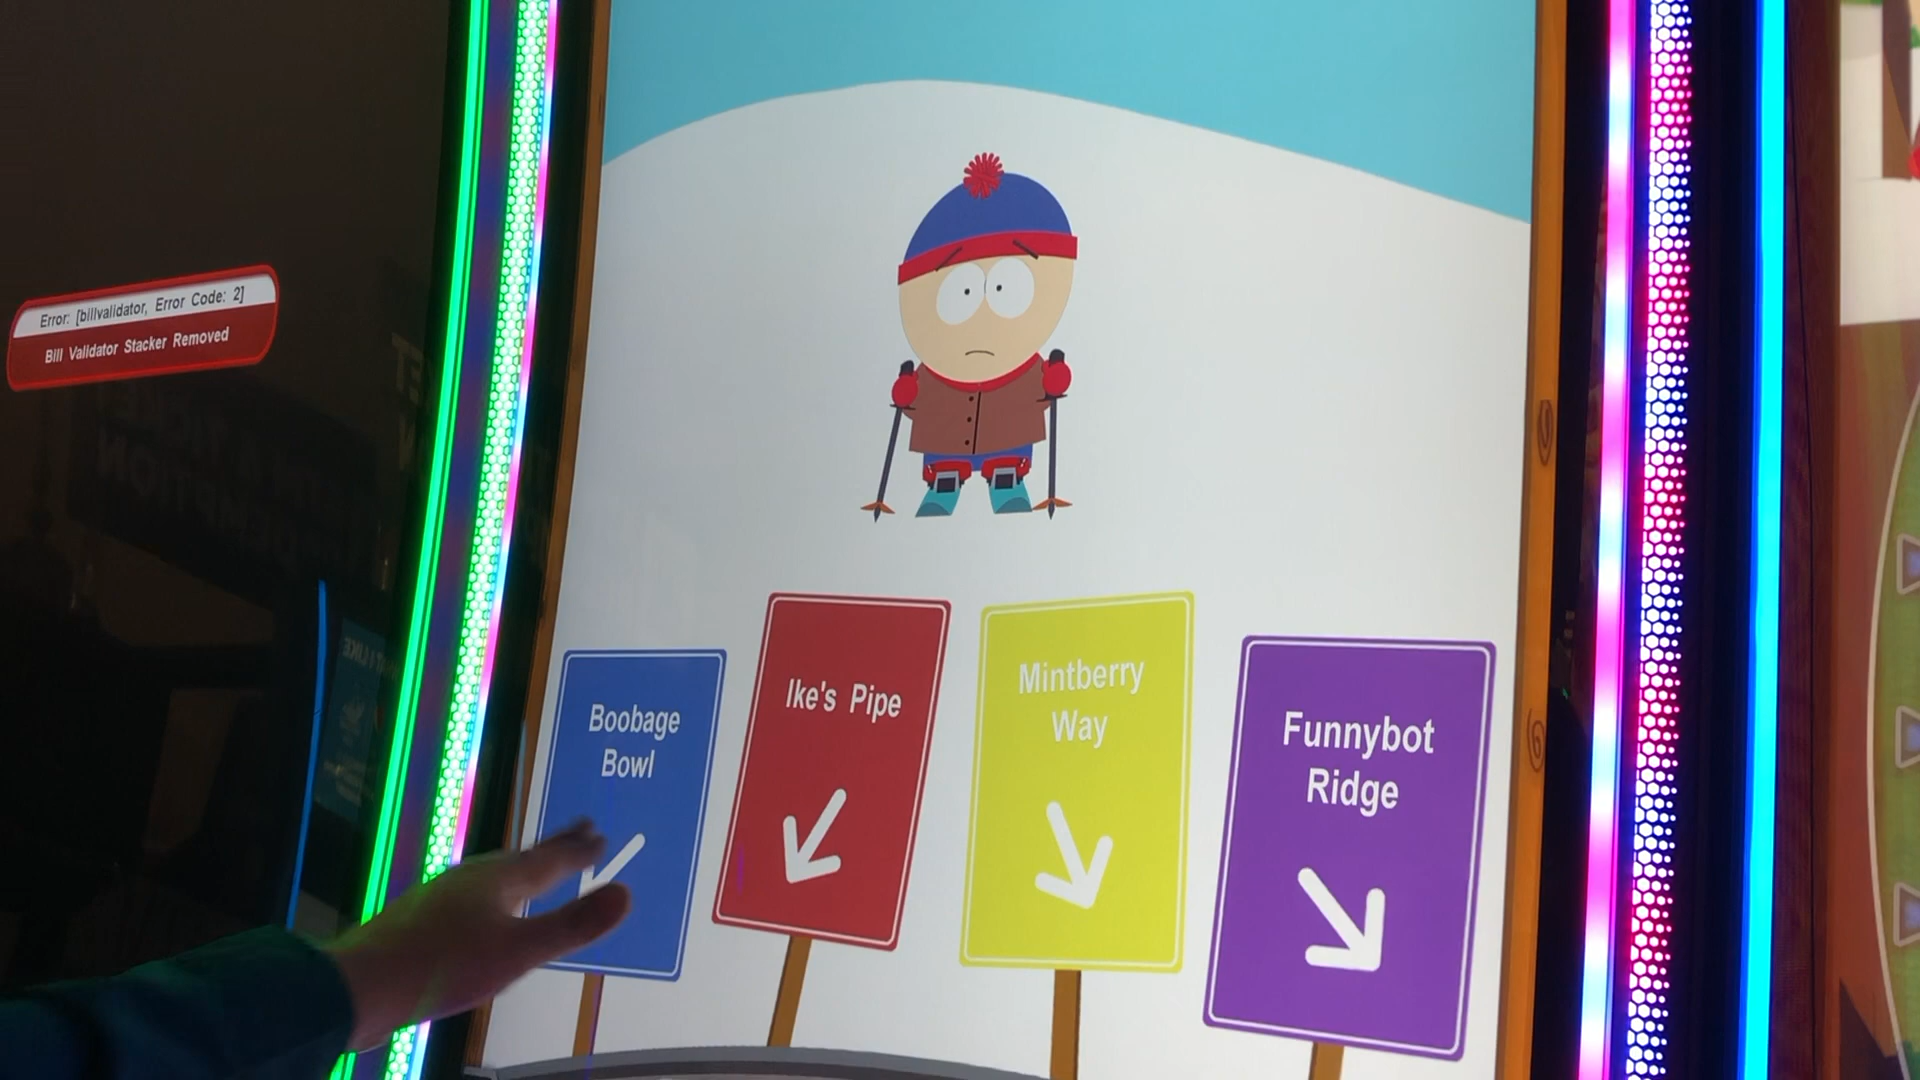 Error: [billvalidator, Error Code: 2]
Bill Validator Stacker Removed
Boobage
Bowl
Ike's Pipe
Mintberry
Way
Funnybot
Ridge